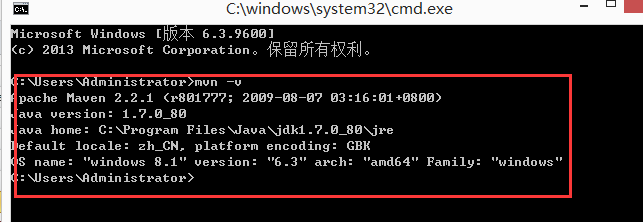 C:\windows\system32\cmd.exe
Microsoft Windows [版本 6.3.9600]
(c) 2013 Microsoft Corporation。保留所有权利。
C:\Users\Administrator>mvn -v
Apache Maven 2.2.1 (r801777; 2009-08-07 03:16:01+0800)
Java version: 1.7.0_80
Java home: C:\Program Files\Java\jdk1.7.0_80\jre
Default locale: zh_CN, platform encoding: GBK
OS name: "windows 8.1" version: "6.3" arch: "amd64" Family: "windows"
C:\Users\Administrator>